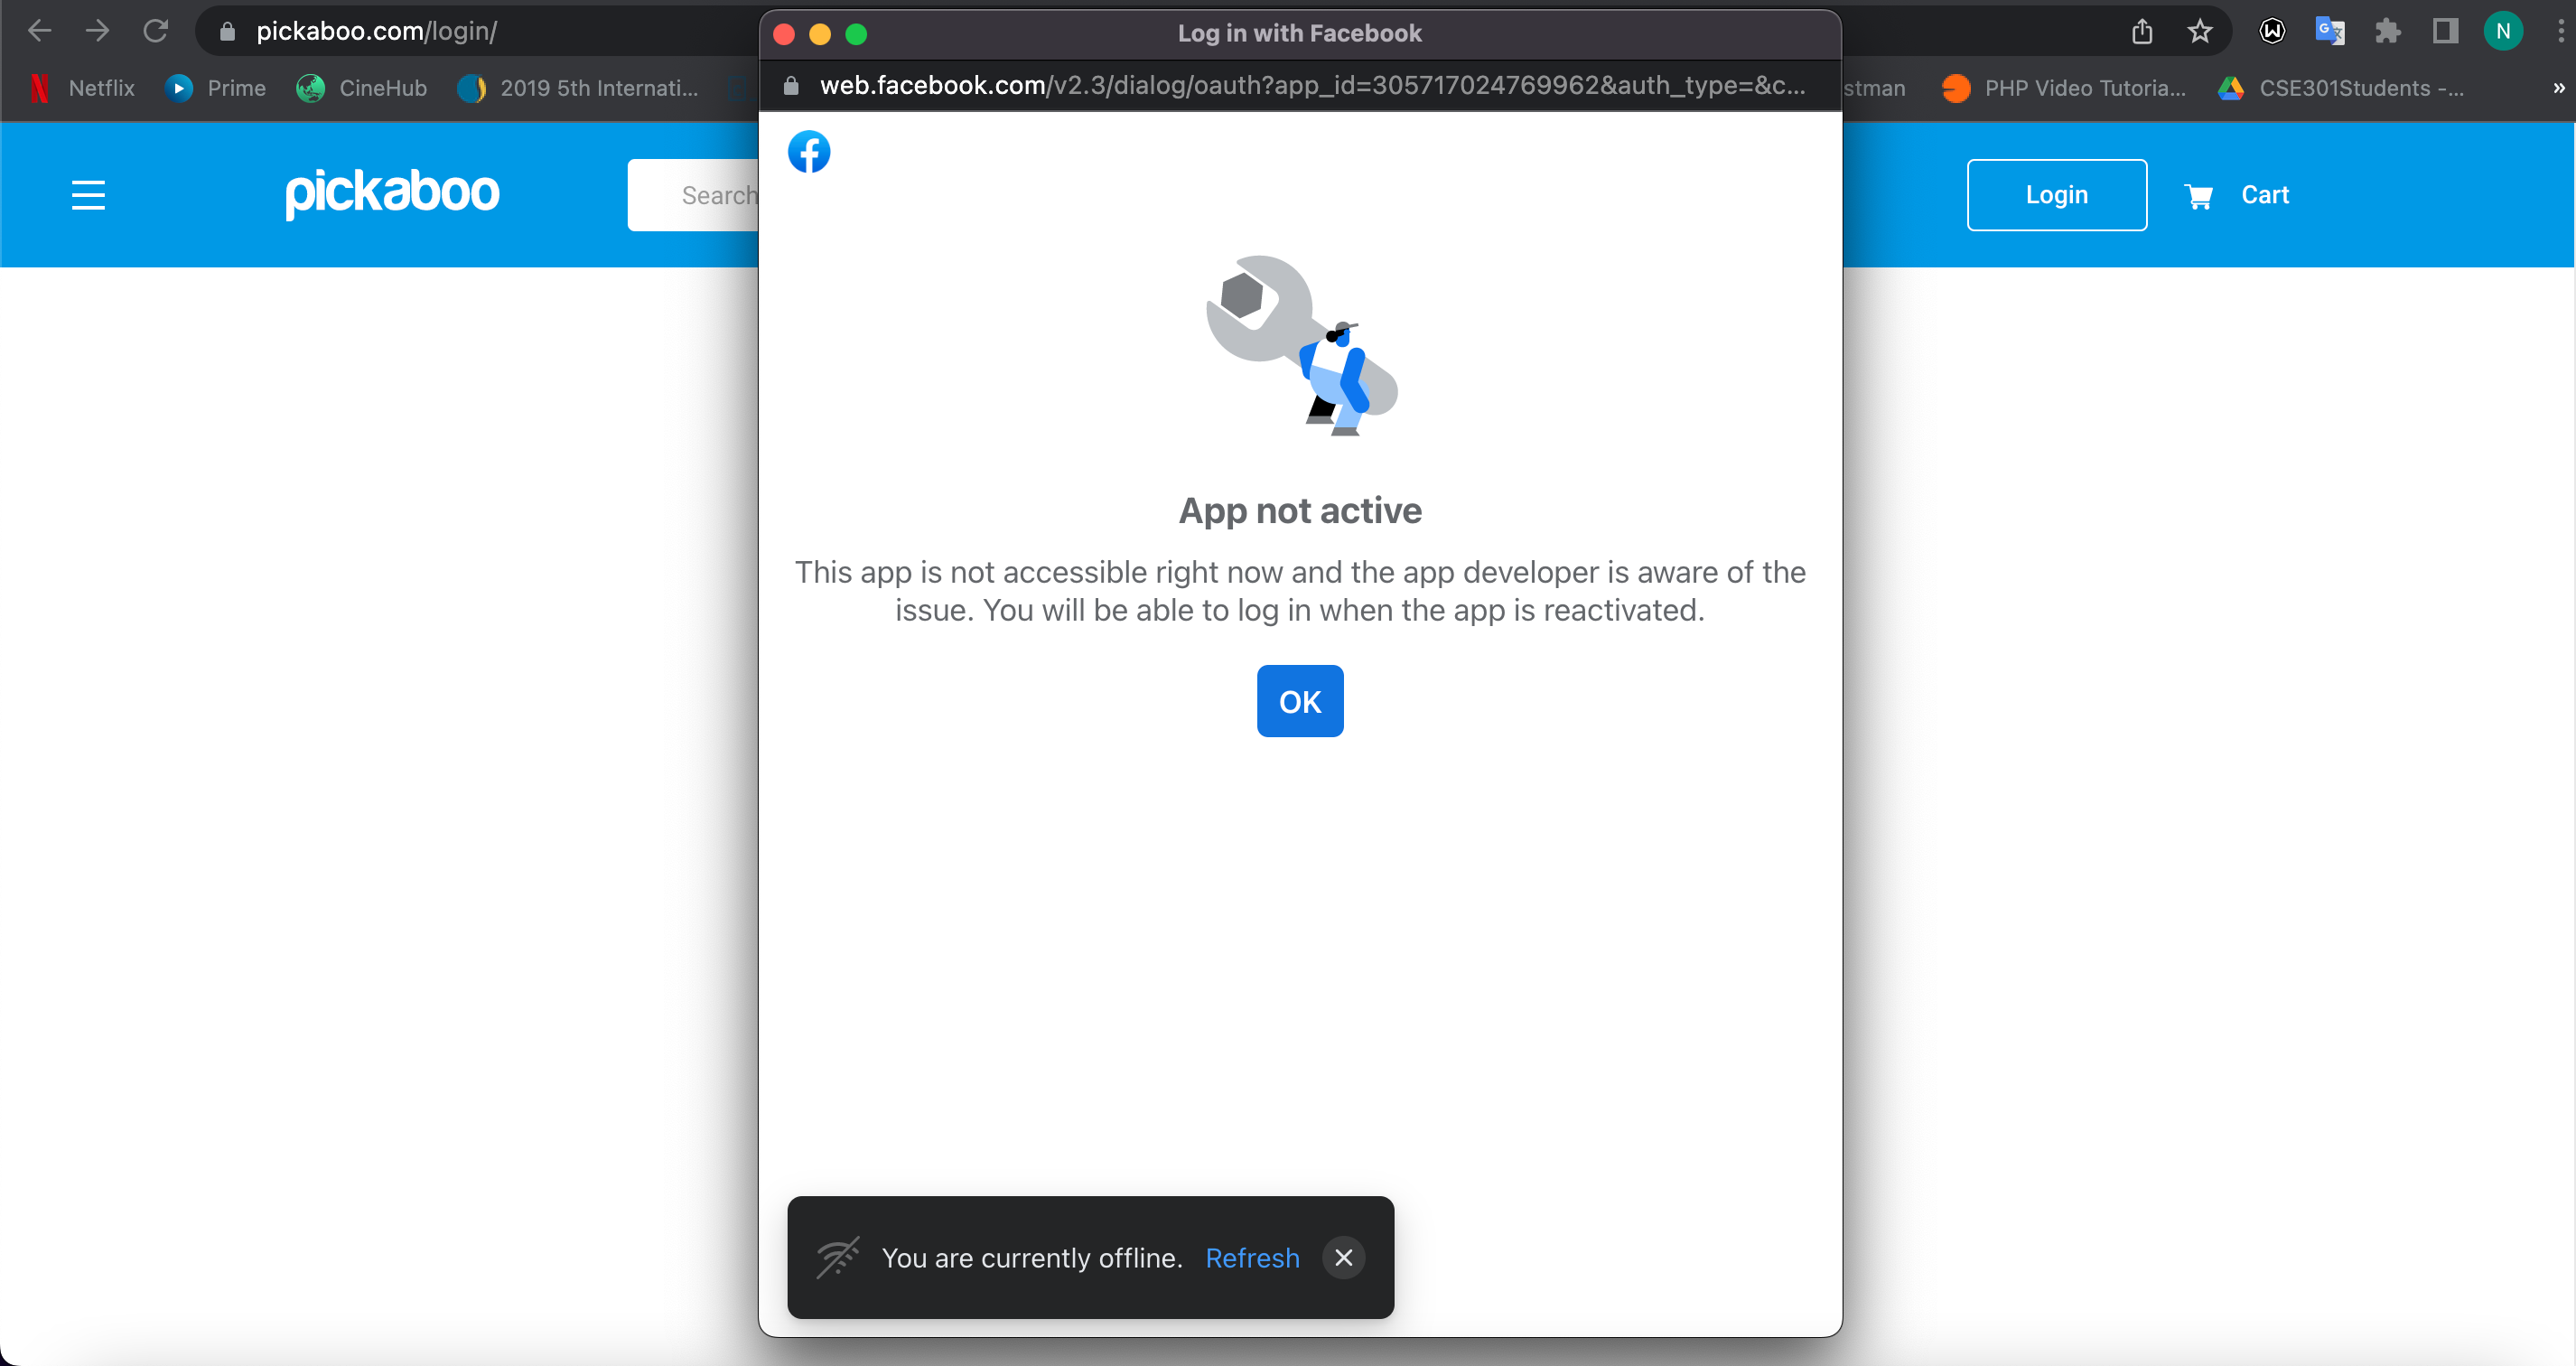 pickaboo.com/login/
Log in with Facebook
N
web.facebook.com/v2.3/dialog/oauth?app_id=305717024769962&auth_type=&c...
Netflix
Prime
CineHub
2019 5th Internati...
stman
PHP Video Tutoria...
CSE301Students -...
»
pickaboo
Search
Login
Cart
App not active
This app is not accessible right now and the app developer is aware of the
issue. You will be able to log in when the app is reactivated.
OK
You are currently offline. Refresh